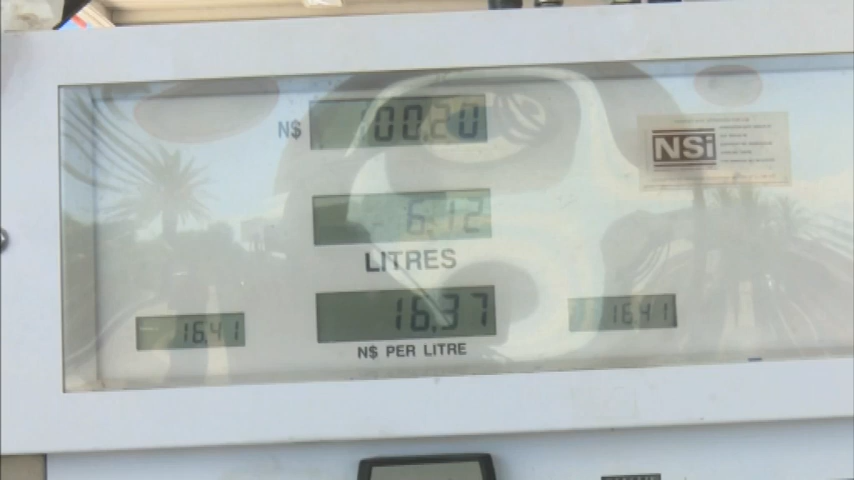 N$ 100.20
6.12
LITRES
16.37
N$ PER LITRE
16.41
16.41
NSi